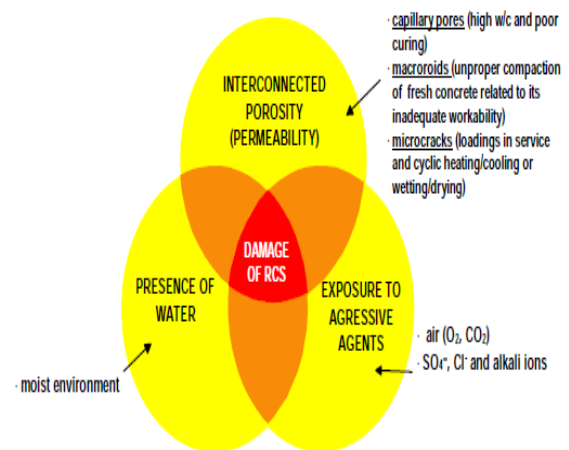 · capillary pores (high w/c and poor
curing)
· macroroids (unproper compaction
of fresh concrete related to its
inadequate workability)
· microcracks (loadings in service
and cyclic heating/cooling or
wetting/drying)
INTERCONNECTED
POROSITY
(PERMEABILITY)
DAMAGE
OF RCS
PRESENCE OF
WATER
EXPOSURE TO
AGRESSIVE
AGENTS
· moist environment
· air (O₂, CO₂)
· SO₄⁼, Cl⁻ and alkali ions